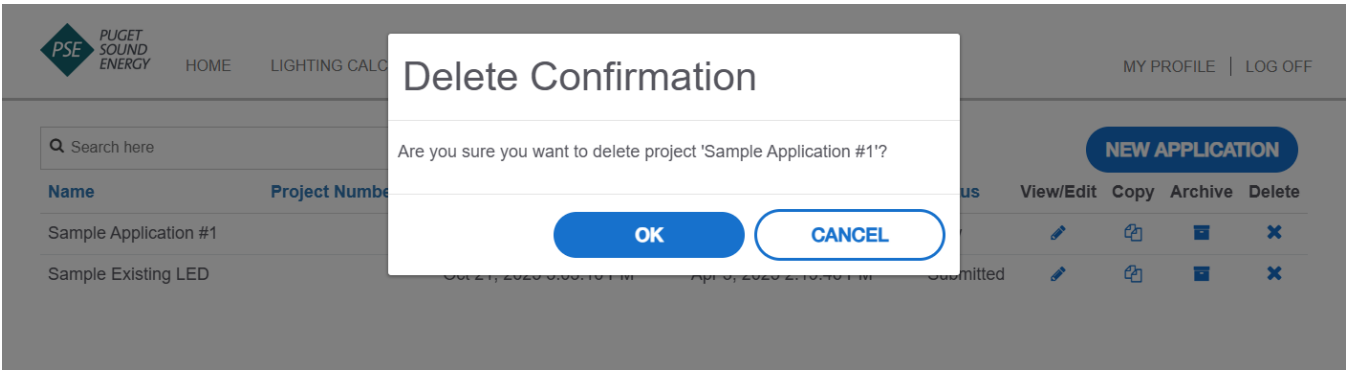 PSE
PUGET
SOUND
ENERGY
HOME
LIGHTING CALC
MY PROFILE | LOG OFF
Delete Confirmation
Are you sure you want to delete project 'Sample Application #1'?
OK
CANCEL
Search here
NEW APPLICATION
Name Project Numbe us View/Edit Copy Archive Delete
Sample Application #1
Sample Existing LED Submitted